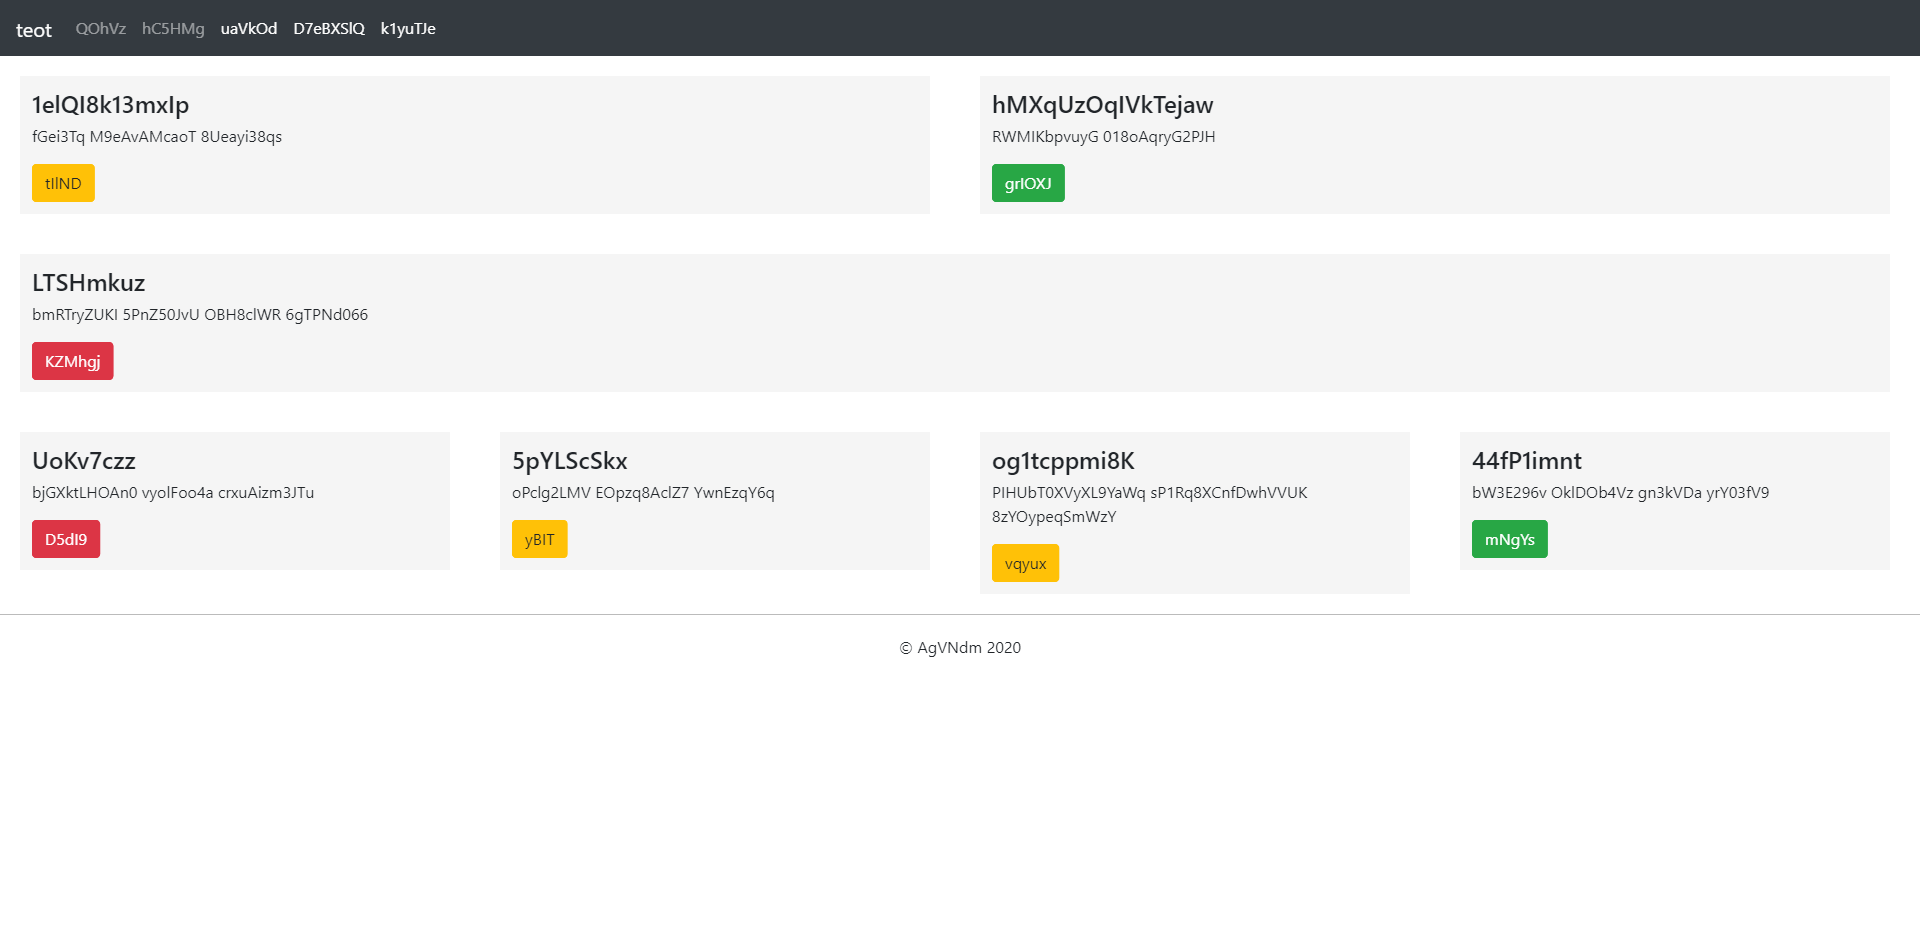 teot QOhVz hC5HMg uaVkOd D7eBXSlQ k1yuTJe
1elQI8k13mxIp
fGei3Tq M9eAvAMcaoT 8Ueayi38qs
tIlND
hMXqUzOqIVkTejaw
RWMIKbpvuyG 018oAqryG2PJH
grIOXJ
LTSHmkuz
bmRTryZUKI 5PnZ50JvU OBH8clWR 6gTPNd066
KZMhgj
UoKv7czz
bjGXktLHOAn0 vyolFoo4a crxuAizm3JTu
D5dI9
5pYLScSkx
oPclg2LMV EOpzq8AclZ7 YwnEzqY6q
yBIT
og1tcppmi8K
PIHUbT0XVyXL9YaWq sP1Rq8XCnfDwhVVUK
8zYOypeqSmWzY
vqyux
44fP1imnt
bW3E296v OklDOb4Vz gn3kVDa yrY03fV9
mNgYs
© AgVNdm 2020